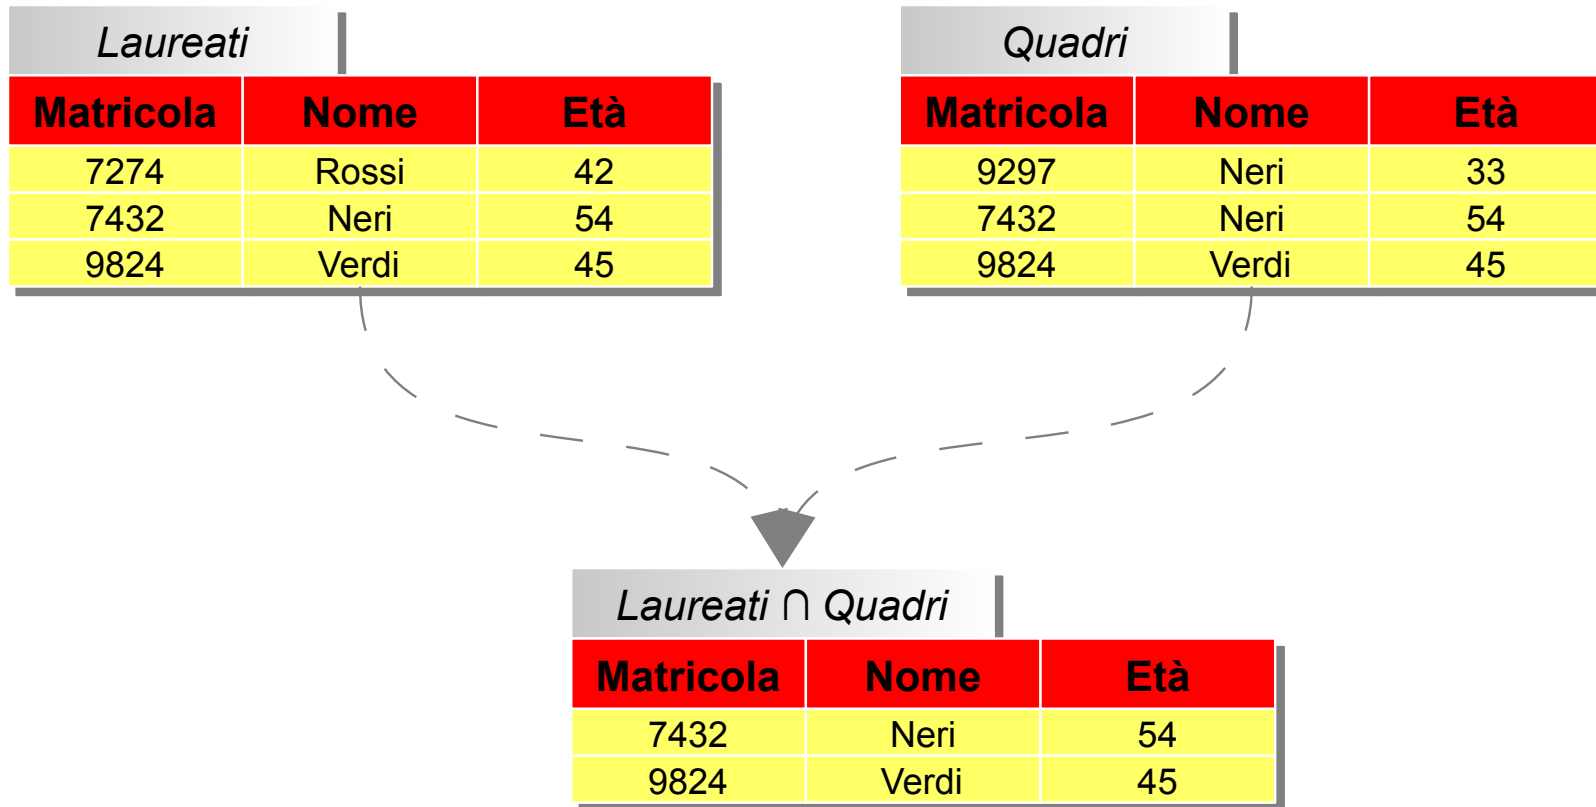 Laureati
Matricola Nome Età
7274 Rossi 42
7432 Neri 54
9824 Verdi 45
Quadri
Matricola Nome Età
9297 Neri 33
7432 Neri 54
9824 Verdi 45
Laureati ∩ Quadri
Matricola Nome Età
7432 Neri 54
9824 Verdi 45